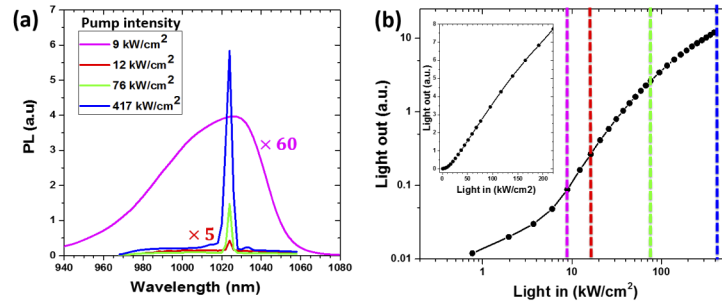 (a)
Pump intensity
9 kW/cm²
12 kW/cm²
76 kW/cm²
417 kW/cm²
× 60
× 5
7
6
5
4
3
2
1
0
PL (a.u)
940 960 980 1000 1020 1040 1060 1080
Wavelength (nm)
(b)
10
1
0.1
0.01
Light out (a.u.)
8
7
6
5
4
3
2
1
0
Light out (a.u.)
0 50 100 150 200
Light in (kW/cm2)
1 10 100
Light in (kW/cm²)